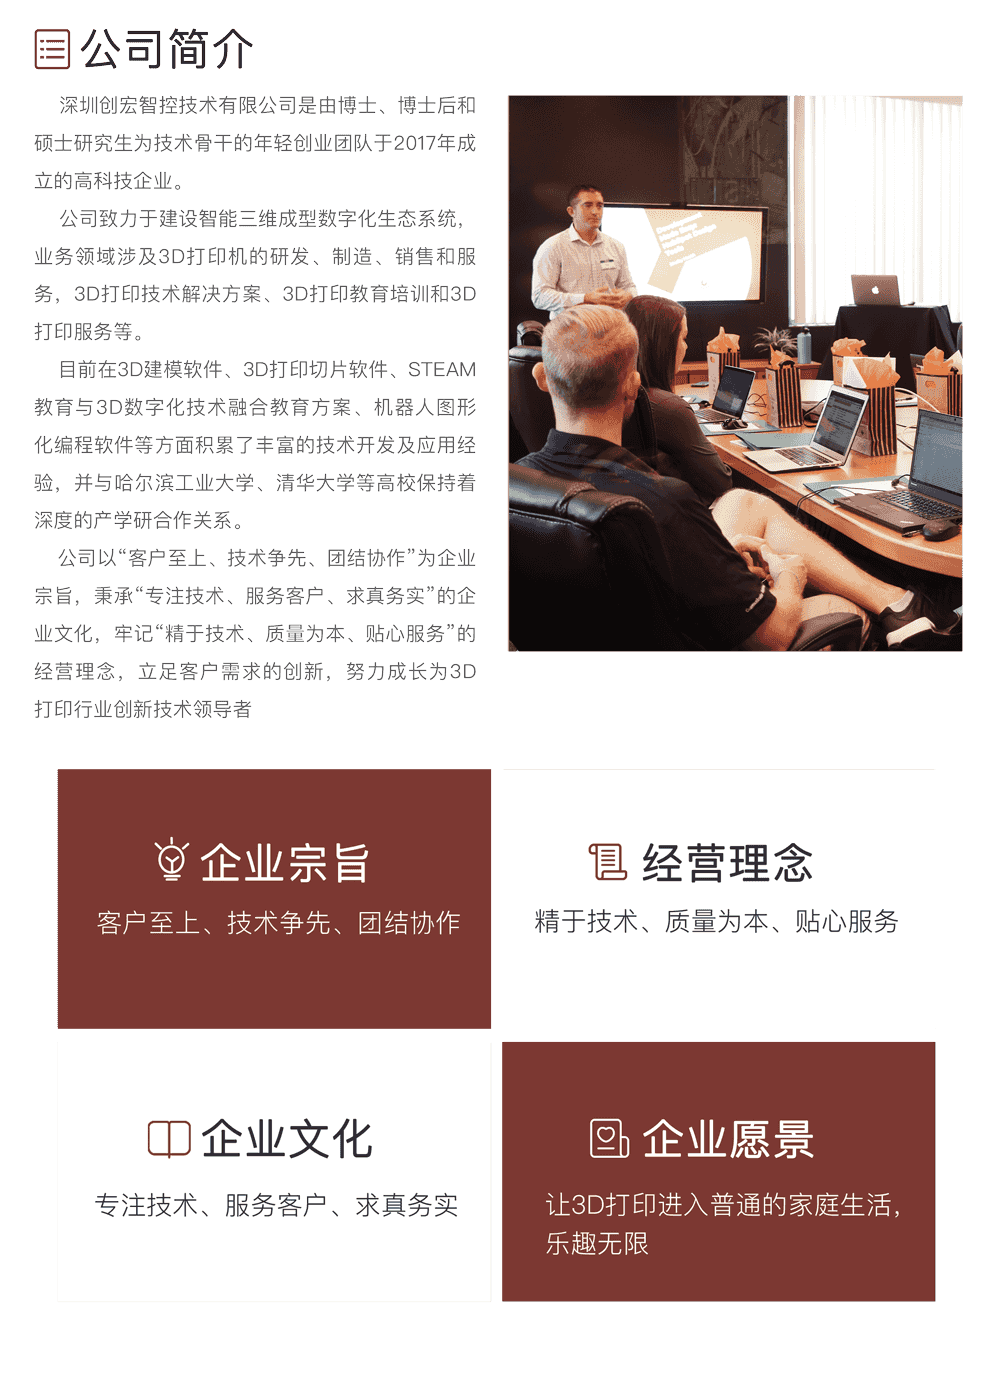 公司简介
深圳创宏智控技术有限公司是由博士、博士后和
硕士研究生为技术骨干的年轻创业团队于2017年成
立的高科技企业。
公司致力于建设智能三维成型数字化生态系统，
业务领域涉及3D打印机的研发、制造、销售和服
务，3D打印技术解决方案、3D打印教育培训和3D
打印服务等。
目前在3D建模软件、3D打印切片软件、STEAM
教育与3D数字化技术融合教育方案、机器人图形
化编程软件等方面积累了丰富的技术开发及应用经
验，并与哈尔滨工业大学、清华大学等高校保持着
深度的产学研合作关系。
公司以“客户至上、技术争先、团结协作”为企业
宗旨，秉承“专注技术、服务客户、求真务实”的企
业文化，牢记“精于技术、质量为本、贴心服务”的
经营理念，立足客户需求的创新，努力成长为3D
打印行业创新技术领导者
企业宗旨
客户至上、技术争先、团结协作
经营理念
精于技术、质量为本、贴心服务
企业文化
专注技术、服务客户、求真务实
企业愿景
让3D打印进入普通的家庭生活，
乐趣无限